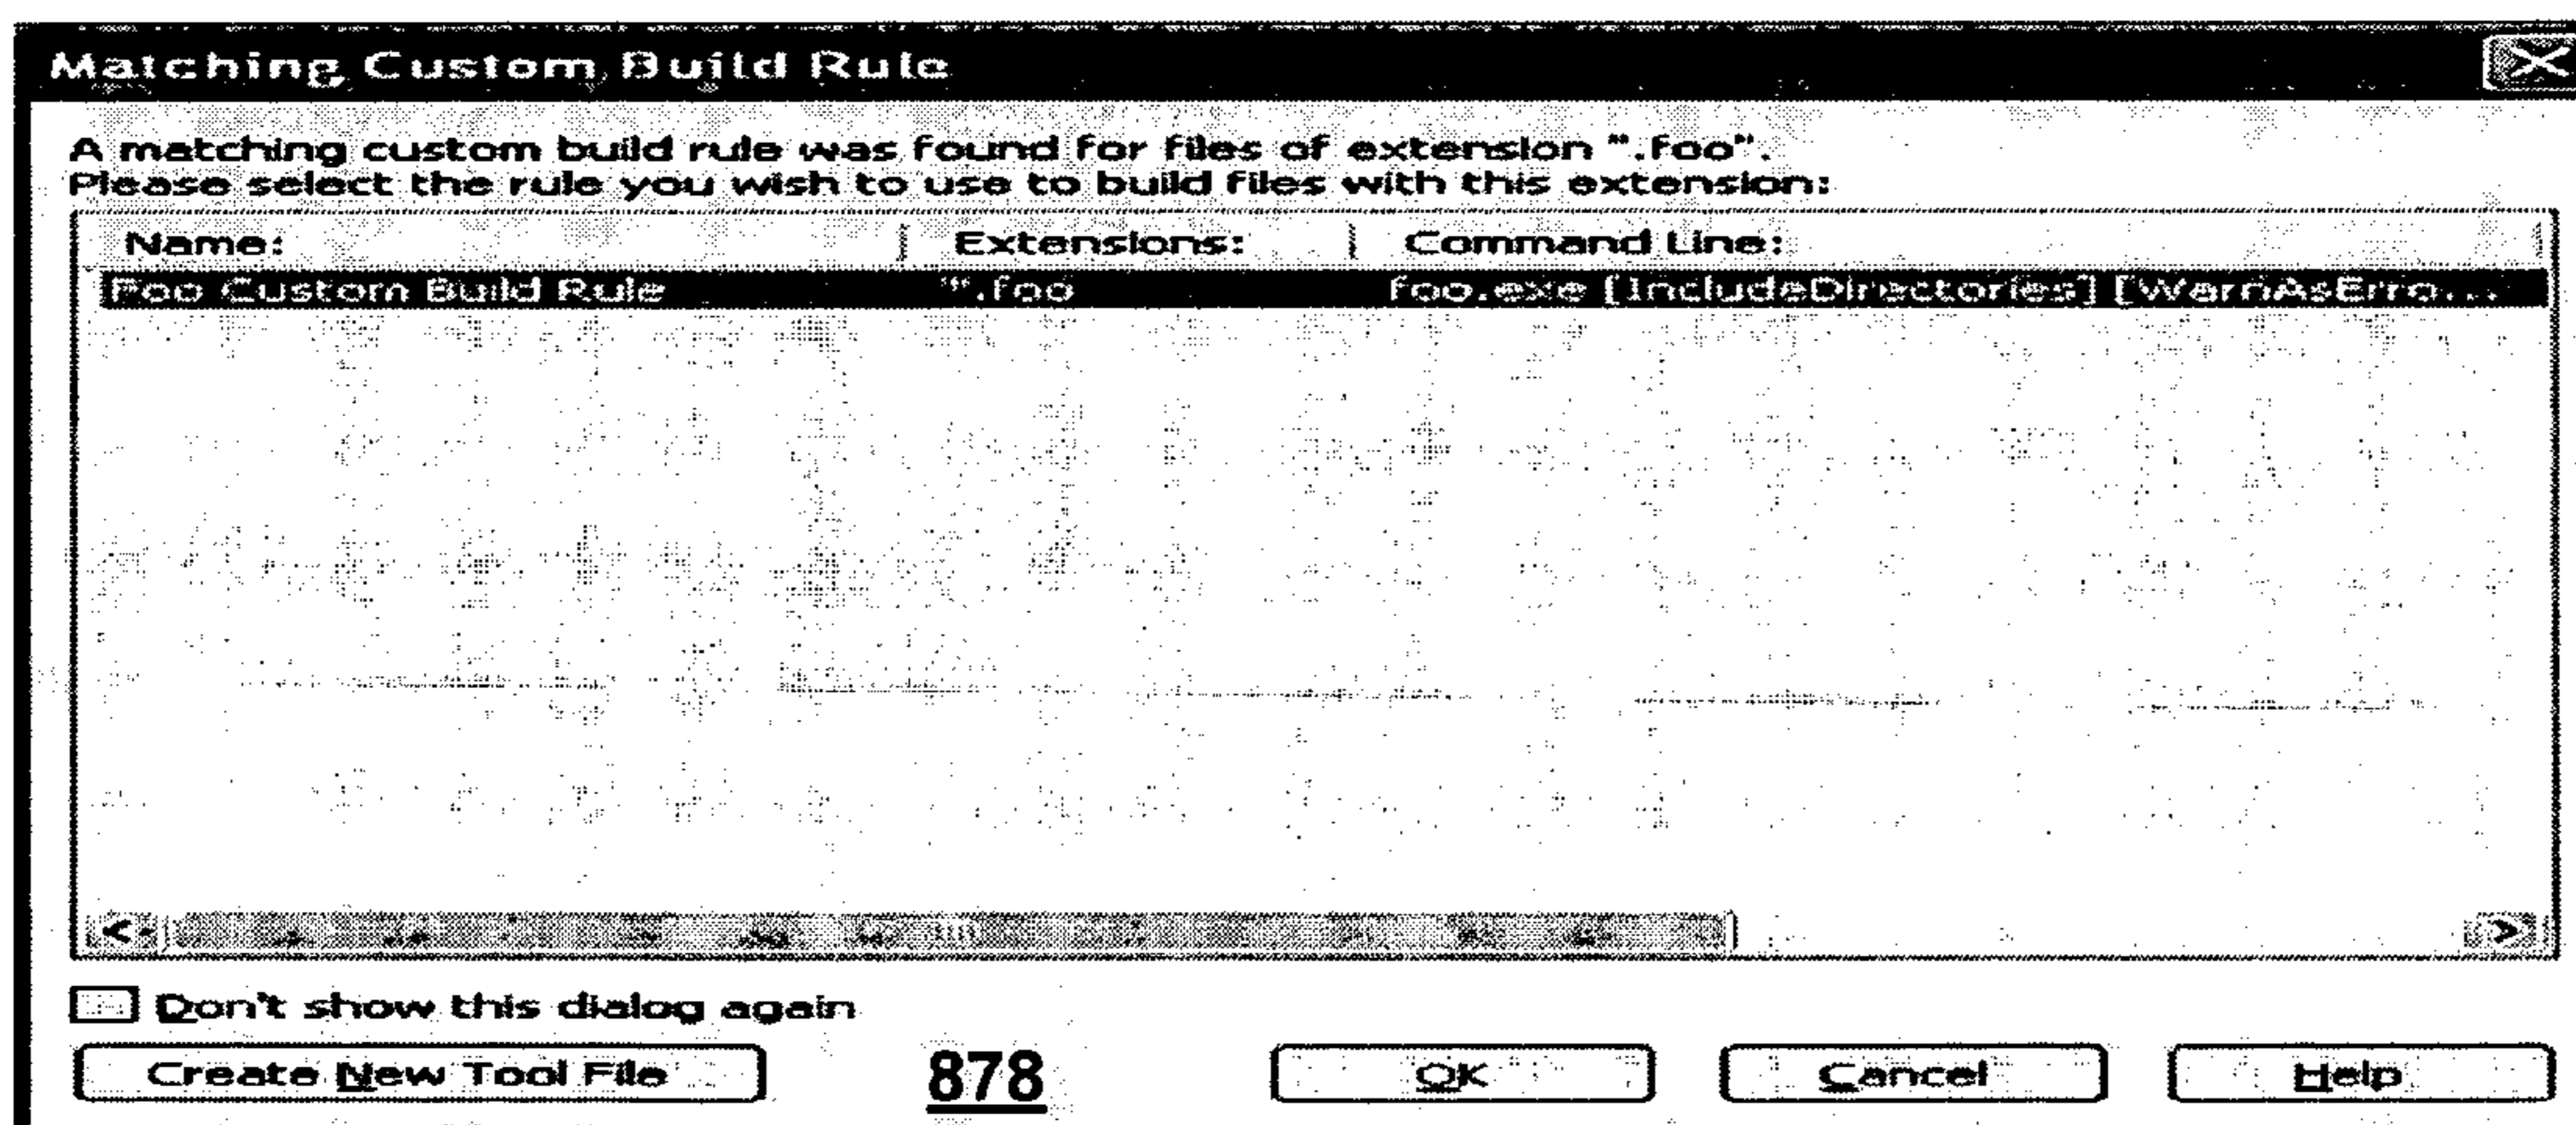 Matching Custom Build Rule
A matching custom build rule was found for files of extension ".foo".
Please select the rule you wish to use to build files with this extension:
Name: Extensions: Command Line:
Foo Custom Build Rule *.foo foo.exe [IncludeDirectories] [WarnAsErro...
Don't show this dialog again
Create New Tool File 878 OK Cancel Help